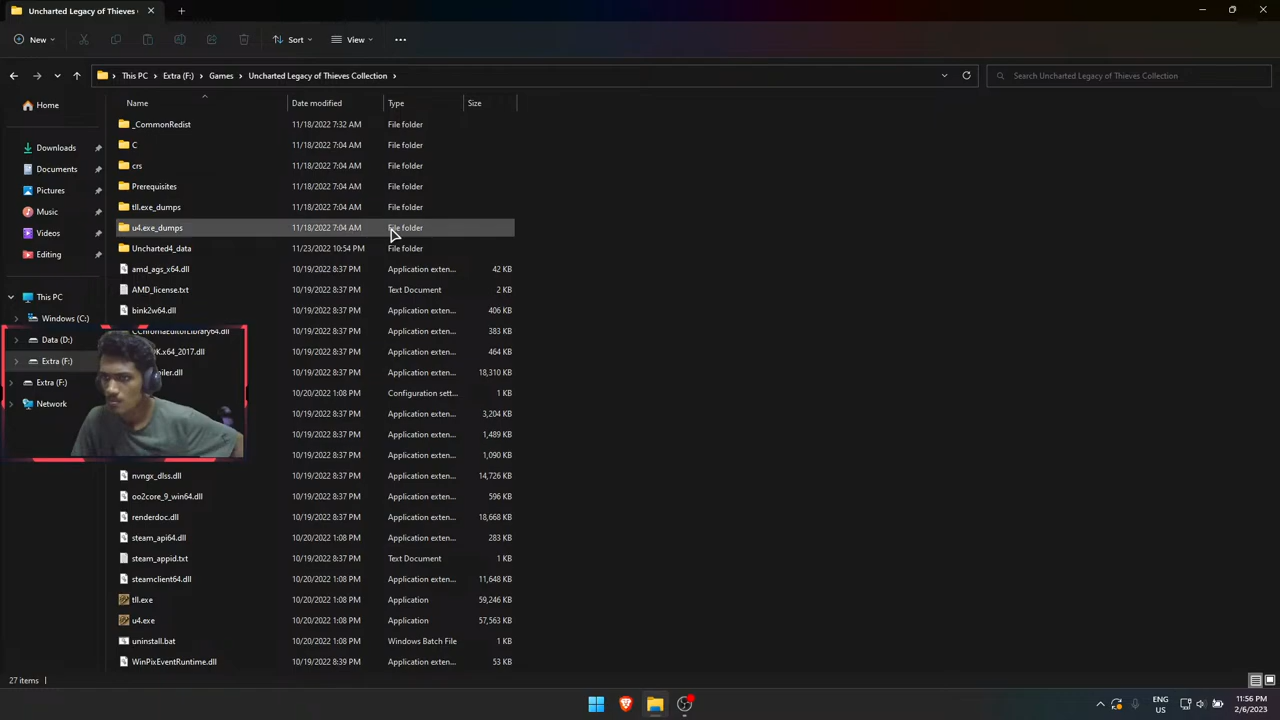 Uncharted Legacy of Thieves
New
Sort
View
This PC > Extra (F:) > Games > Uncharted Legacy of Thieves Collection >
Search Uncharted Legacy of Thieves Collection
Home
Downloads
Documents
Pictures
Music
Videos
Editing
This PC
Windows (C:)
Data (D:)
Extra (F:)
Extra (F:)
Network
Name Date modified Type Size
_CommonRedist 11/18/2022 7:32 AM File folder
C 11/18/2022 7:04 AM File folder
crs 11/18/2022 7:04 AM File folder
Prerequisites 11/18/2022 7:04 AM File folder
tll.exe_dumps 11/18/2022 7:04 AM File folder
u4.exe_dumps 11/18/2022 7:04 AM File folder
Uncharted4_data 11/23/2022 10:54 PM File folder
amd_ags_x64.dll 10/19/2022 8:37 PM Application exten... 42 KB
AMD_license.txt 10/19/2022 8:37 PM Text Document 2 KB
bink2w64.dll 10/19/2022 8:37 PM Application exten... 406 KB
CChromaEditorLibrary64.dll 10/19/2022 8:37 PM Application exten... 383 KB
K.x64_2017.dll 10/19/2022 8:37 PM Application exten... 464 KB
piler.dll 10/19/2022 8:37 PM Application exten... 18,310 KB
10/20/2022 1:08 PM Configuration sett... 1 KB
10/19/2022 8:37 PM Application exten... 3,204 KB
10/19/2022 8:37 PM Application exten... 1,489 KB
10/19/2022 8:37 PM Application exten... 1,090 KB
nvngx_dlss.dll 10/19/2022 8:37 PM Application exten... 14,726 KB
oo2core_9_win64.dll 10/19/2022 8:37 PM Application exten... 596 KB
renderdoc.dll 10/19/2022 8:37 PM Application exten... 18,668 KB
steam_api64.dll 10/20/2022 1:08 PM Application exten... 283 KB
steam_appid.txt 10/19/2022 8:37 PM Text Document 1 KB
steamclient64.dll 10/20/2022 1:08 PM Application exten... 11,648 KB
tll.exe 10/20/2022 1:08 PM Application 59,246 KB
u4.exe 10/20/2022 1:08 PM Application 57,563 KB
uninstall.bat 10/20/2022 1:08 PM Windows Batch File 1 KB
WinPixEventRuntime.dll 10/19/2022 8:39 PM Application exten... 53 KB
27 items
ENG
US
11:56 PM
2/6/2023